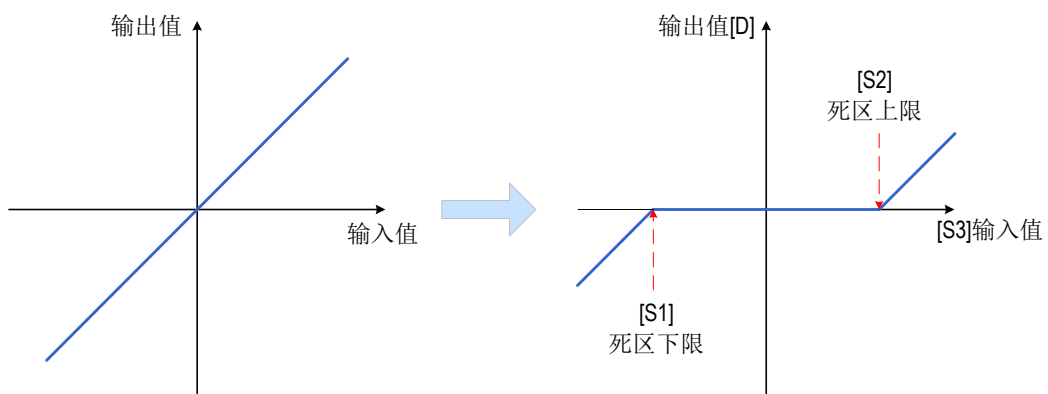 输出值
输入值
输出值[D]
[S2]
死区上限
[S3]输入值
[S1]
死区下限